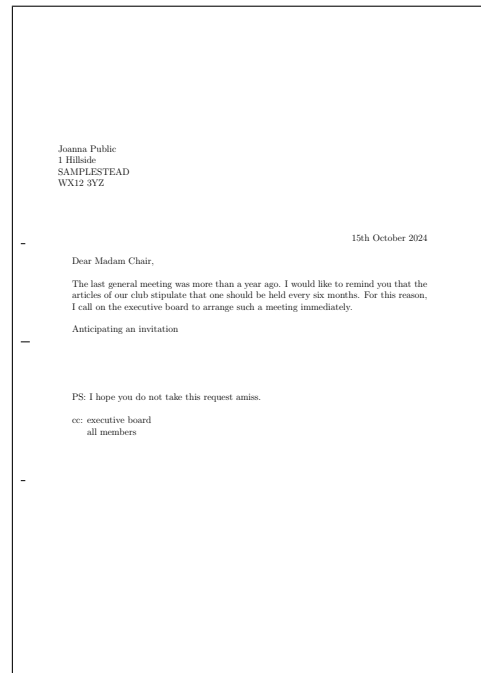 Joanna Public
1 Hillside
SAMPLESTEAD
WX12 3YZ
15th October 2024
Dear Madam Chair,
The last general meeting was more than a year ago. I would like to remind you that the
articles of our club stipulate that one should be held every six months. For this reason,
I call on the executive board to arrange such a meeting immediately.
Anticipating an invitation
PS: I hope you do not take this request amiss.
cc: executive board
all members